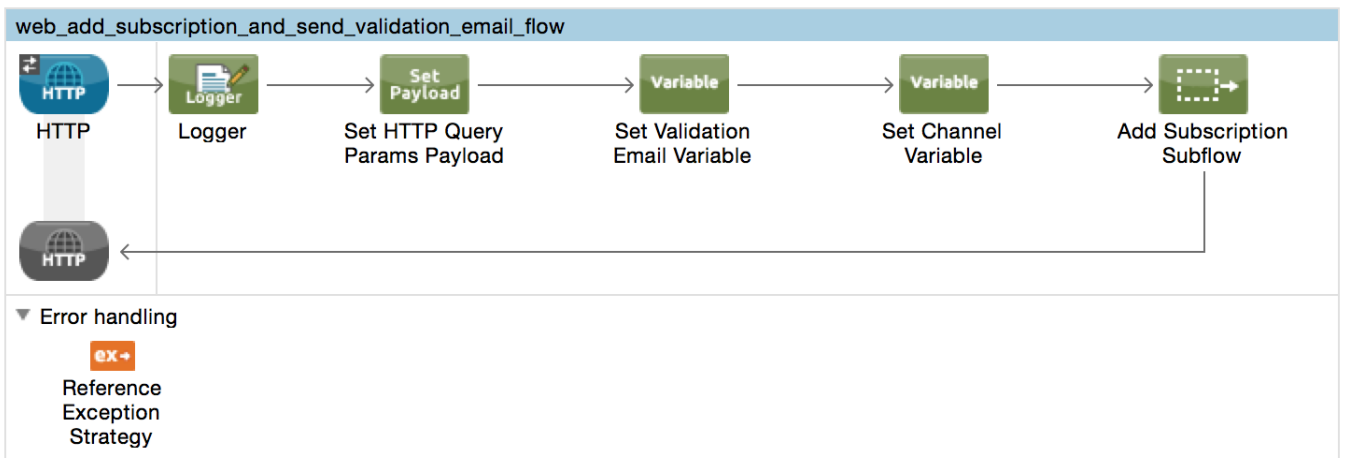 web_add_subscription_and_send_validation_email_flow
HTTP
Logger
Set
Payload
Variable
Variable
HTTP
Logger
Set HTTP Query
Params Payload
Set Validation
Email Variable
Set Channel
Variable
Add Subscription
Subflow
HTTP
Error handling
ex
Reference
Exception
Strategy